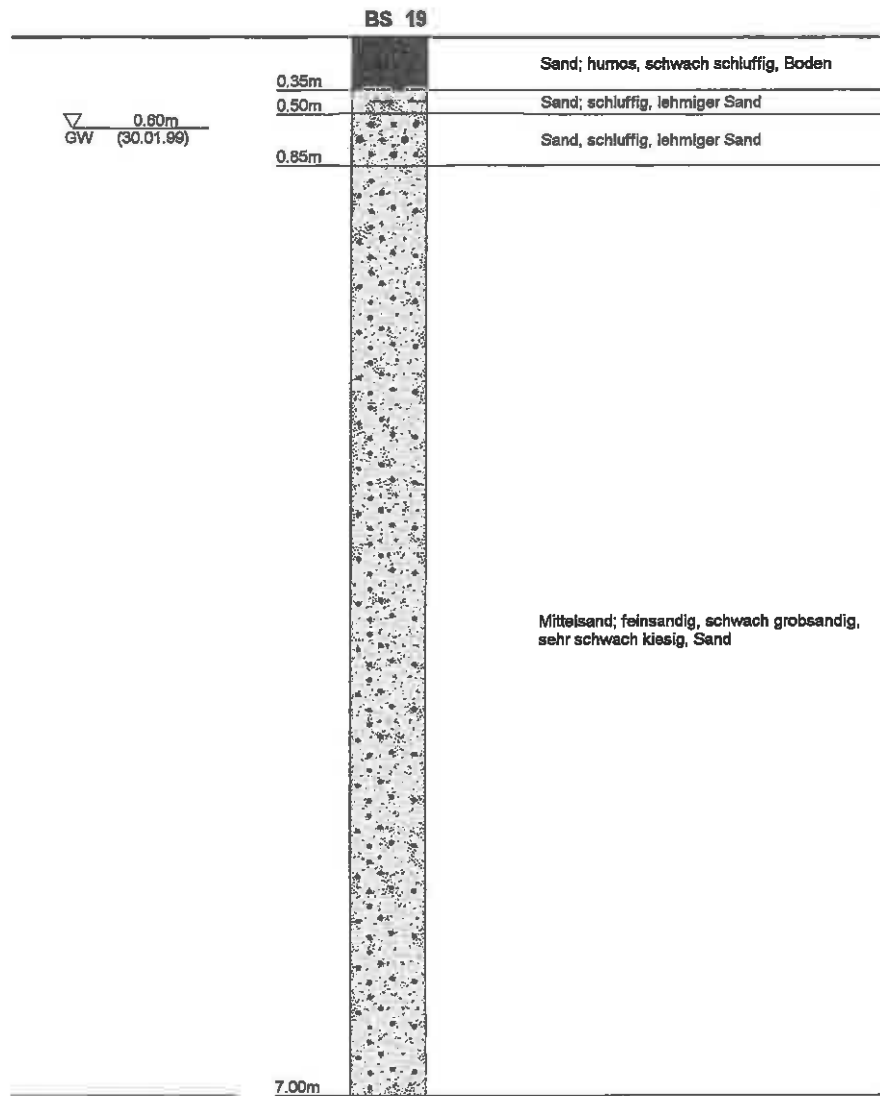 BS 19
Sand; humos, schwach schluffig, Boden
0.35m
0.50m
Sand; schluffig, lehmiger Sand
0.60m
GW (30.01.99)
Sand, schluffig, lehmiger Sand
0.85m
Mittelsand; feinsandig, schwach grobsandig,
sehr schwach kiesig, Sand
7.00m